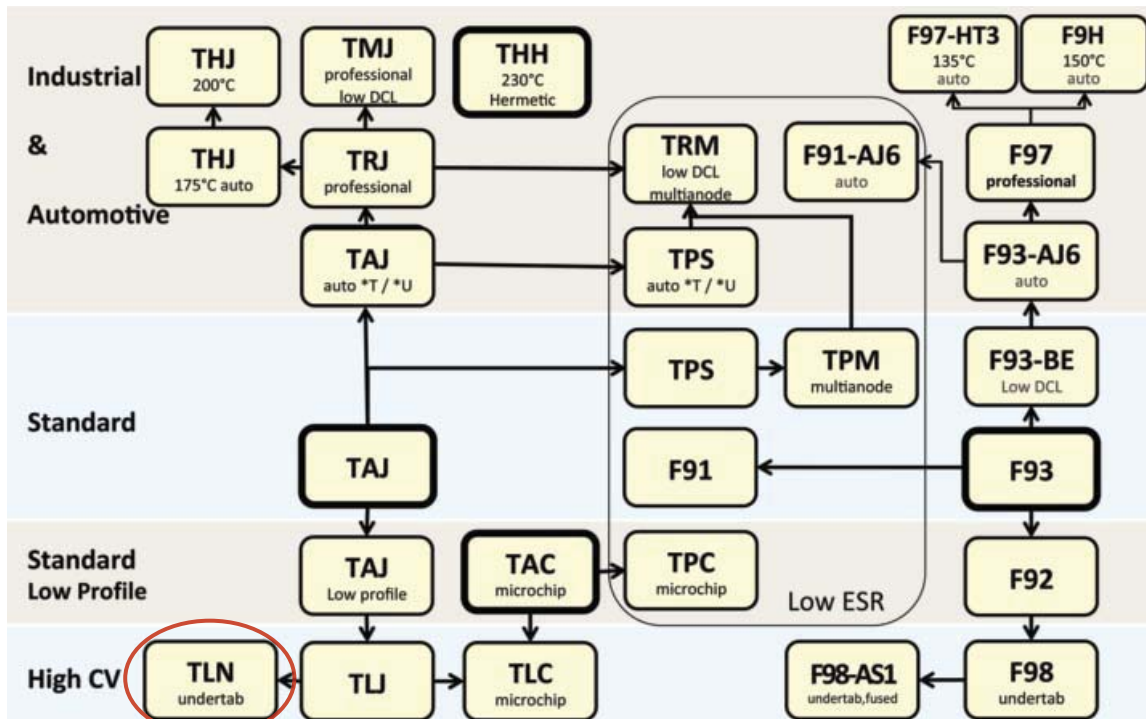 Industrial
&
Automotive
THJ
200°C
TMJ
professional
low DCL
THH
230°C
Hermetic
F97-HT3
135°C
auto
F9H
150°C
auto
THJ
175°C auto
TRJ
professional
TRM
low DCL
multianode
F91-AJ6
auto
F97
professional
TAJ
auto *T / *U
TPS
auto *T / *U
F93-AJ6
auto
Standard
TPS
TPM
multianode
F93-BE
Low DCL
TAJ
F91
F93
Standard
Low Profile
TAJ
Low profile
TAC
microchip
TPC
microchip
Low ESR
F92
High CV
TLN
undertab
TLJ
TLC
microchip
F98-AS1
undertab,fused
F98
undertab